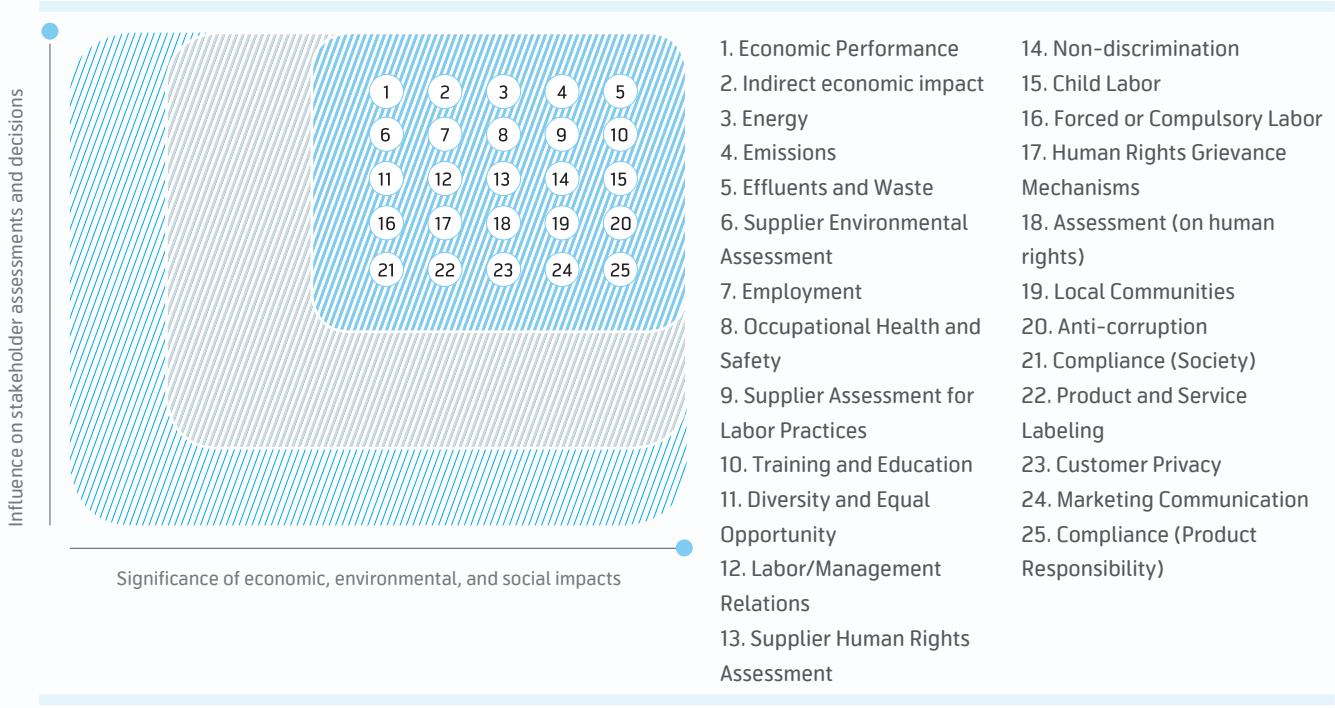 Influence on stakeholder assessments and decisions
1 2 3 4 5
6 7 8 9 10
11 12 13 14 15
16 17 18 19 20
21 22 23 24 25
Significance of economic, environmental, and social impacts
1. Economic Performance
2. Indirect economic impact
3. Energy
4. Emissions
5. Effluents and Waste
6. Supplier Environmental
Assessment
7. Employment
8. Occupational Health and
Safety
9. Supplier Assessment for
Labor Practices
10. Training and Education
11. Diversity and Equal
Opportunity
12. Labor/Management
Relations
13. Supplier Human Rights
Assessment
14. Non-discrimination
15. Child Labor
16. Forced or Compulsory Labor
17. Human Rights Grievance
Mechanisms
18. Assessment (on human
rights)
19. Local Communities
20. Anti-corruption
21. Compliance (Society)
22. Product and Service
Labeling
23. Customer Privacy
24. Marketing Communication
25. Compliance (Product
Responsibility)